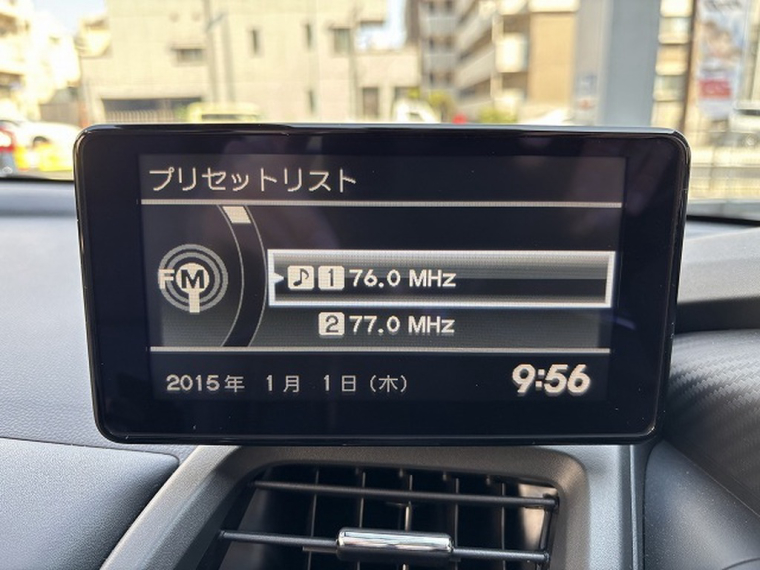 プリセットリスト
FM
1 76.0 MHz
2 77.0 MHz
2015年 1月 1日（木） 9:56